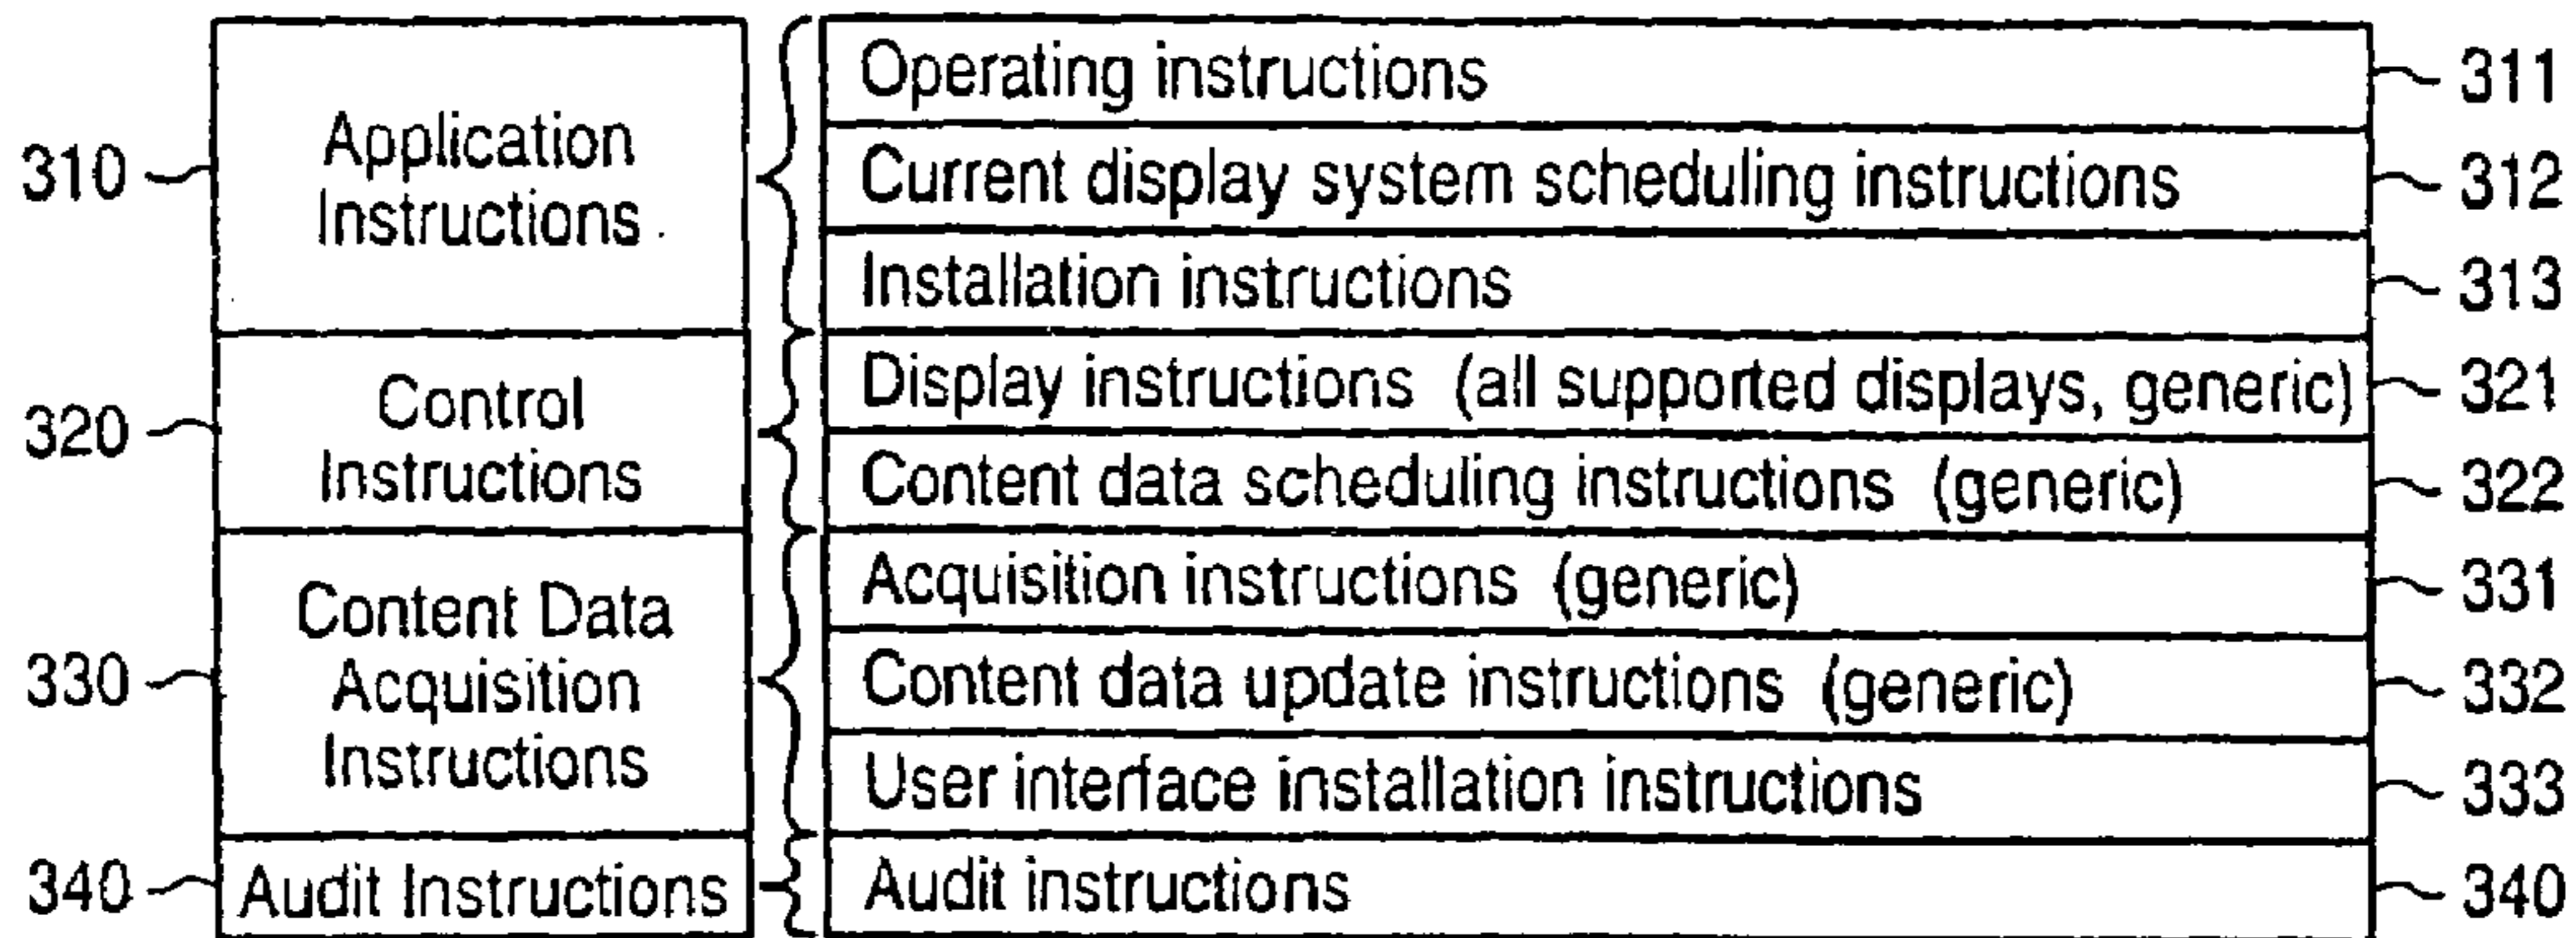 310
Application
Instructions
Operating instructions
311
Current display system scheduling instructions
312
Installation instructions
313
320
Control
Instructions
Display instructions (all supported displays, generic)
321
Content data scheduling instructions (generic)
322
330
Content Data
Acquisition
Instructions
Acquisition instructions (generic)
331
Content data update instructions (generic)
332
User interface installation instructions
333
340
Audit Instructions
Audit instructions
340